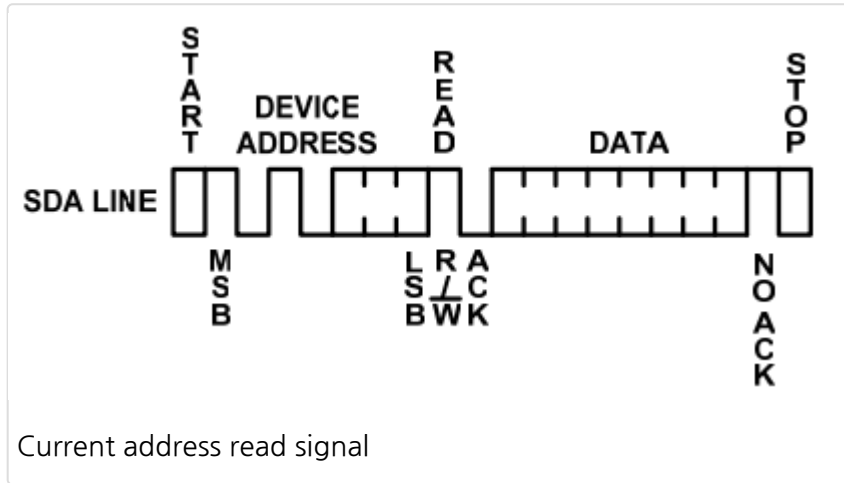 START
DEVICE
ADDRESS
READ
DATA
STOP
SDA LINE
MSB
LSB
R/W
ACK
NO ACK
Current address read signal